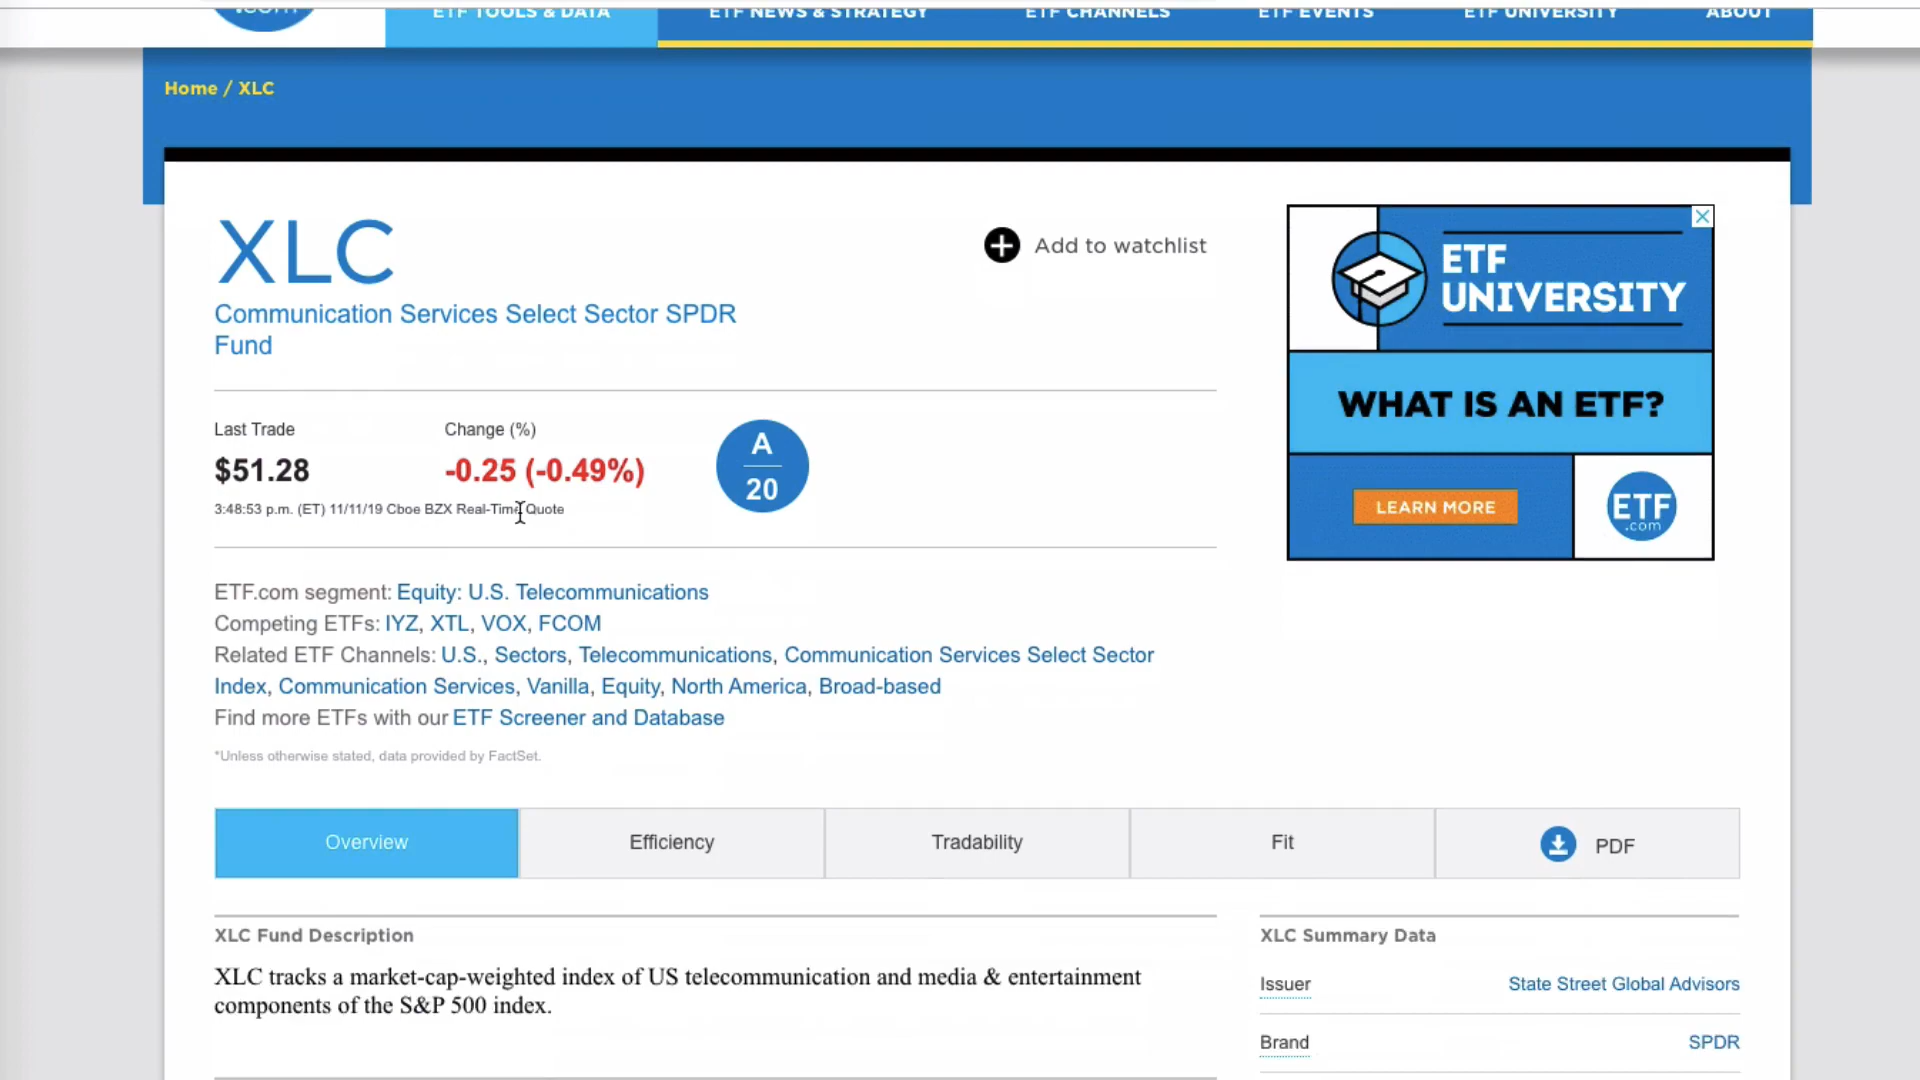 .com
ETF TOOLS & DATA
ETF NEWS & STRATEGY
ETF CHANNELS
ETF EVENTS
ETF UNIVERSITY
ABOUT
Home / XLC
XLC
Add to watchlist
Communication Services Select Sector SPDR
Fund
ETF
UNIVERSITY
WHAT IS AN ETF?
LEARN MORE
ETF
.com
Last Trade
Change (%)
$51.28
-0.25 (-0.49%)
A
20
3:48:53 p.m. (ET) 11/11/19 Cboe BZX Real-Time Quote
ETF.com segment: Equity: U.S. Telecommunications
Competing ETFs: IYZ, XTL, VOX, FCOM
Related ETF Channels: U.S., Sectors, Telecommunications, Communication Services Select Sector
Index, Communication Services, Vanilla, Equity, North America, Broad-based
Find more ETFs with our ETF Screener and Database
*Unless otherwise stated, data provided by FactSet.
Overview
Efficiency
Tradability
Fit
PDF
XLC Fund Description
XLC tracks a market-cap-weighted index of US telecommunication and media & entertainment
components of the S&P 500 index.
XLC Summary Data
Issuer
State Street Global Advisors
Brand
SPDR